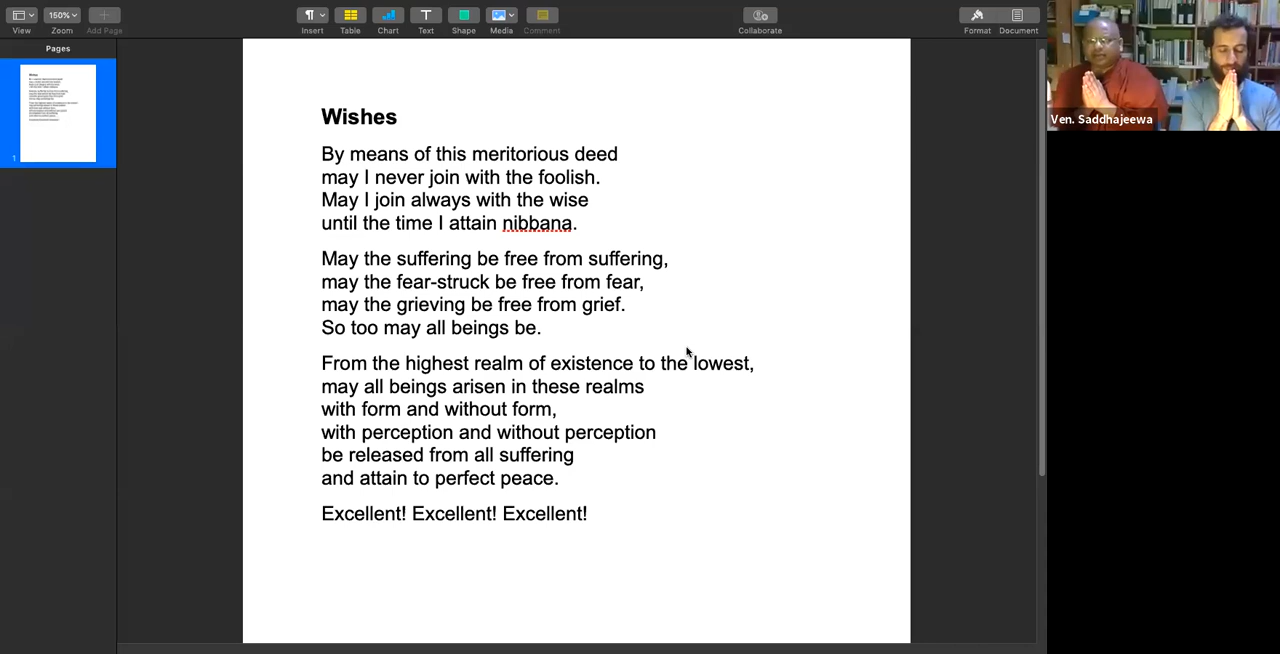 View
150%
Zoom
Add Page
Insert
Table
Chart
Text
Shape
Media
Comment
Collaborate
Format
Document
Pages
1
Wishes
By means of this meritorious deed
may I never join with the foolish.
May I join always with the wise
until the time I attain nibbana.
May the suffering be free from suffering,
may the fear-struck be free from fear,
may the grieving be free from grief.
So too may all beings be.
From the highest realm of existence to the lowest,
may all beings arisen in these realms
with form and without form,
with perception and without perception
be released from all suffering
and attain to perfect peace.
Excellent! Excellent! Excellent!
Ven. Saddhajeewa